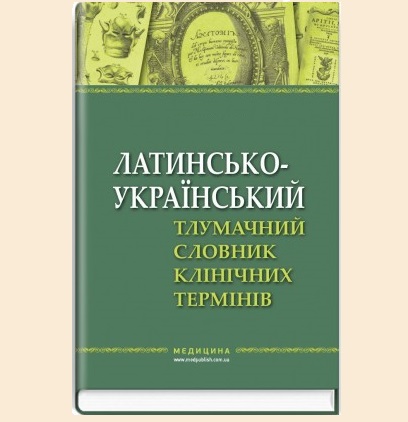 ЛАТИНСЬКО-
УКРАЇНСЬКИЙ
ТЛУМАЧНИЙ
СЛОВНИК
КЛІНІЧНИХ
ТЕРМІНІВ
МЕДИЦИНА
www.medpublish.com.ua